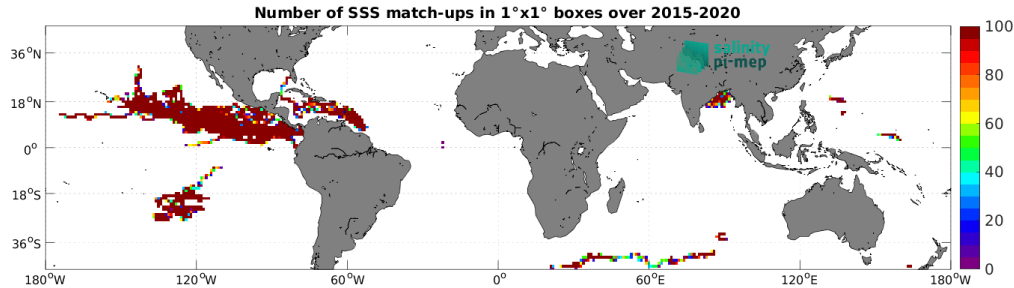 Number of SSS match-ups in 1°x1° boxes over 2015-2020
salinity
pi-mep
36°N
18°N
0°
18°S
36°S
180°W
120°W
60°W
0°
60°E
120°E
180°W
100
80
60
40
20
0